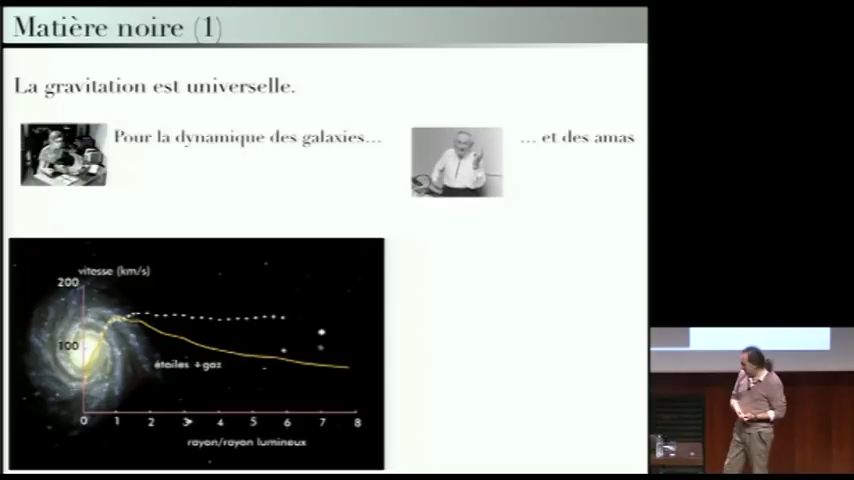 Matière noire (1)
La gravitation est universelle.
Pour la dynamique des galaxies...
... et des amas
vitesse (km/s)
200
100
étoiles +gaz
0 1 2 3 4 5 6 7 8
rayon/rayon lumineux